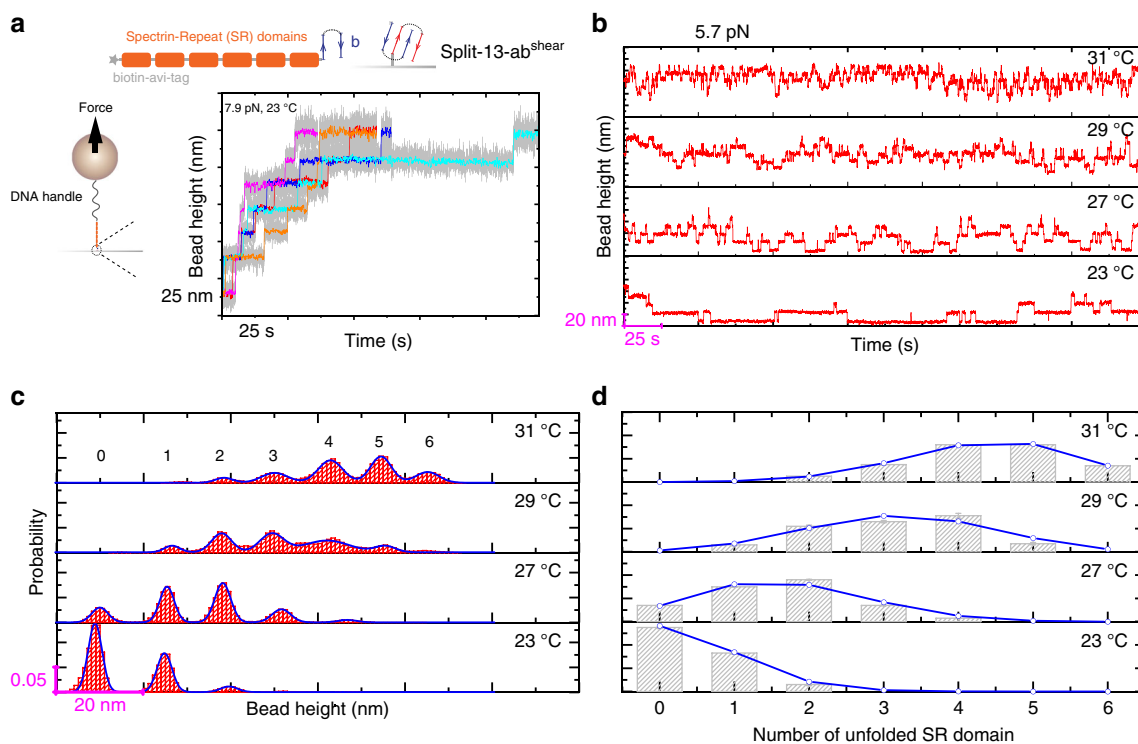 a
Spectrin-Repeat (SR) domains
b
Split-13-ab^shear
biotin-avi-tag
Force
DNA handle
7.9 pN, 23 °C
Bead height (nm)
25 nm
25 s
Time (s)
b
5.7 pN
31 °C
29 °C
27 °C
23 °C
Bead height (nm)
20 nm
25 s
Time (s)
c
31 °C
0 1 2 3 4 5 6
29 °C
27 °C
23 °C
Probability
0.05
20 nm
Bead height (nm)
d
31 °C
29 °C
27 °C
23 °C
0 1 2 3 4 5 6
Number of unfolded SR domain